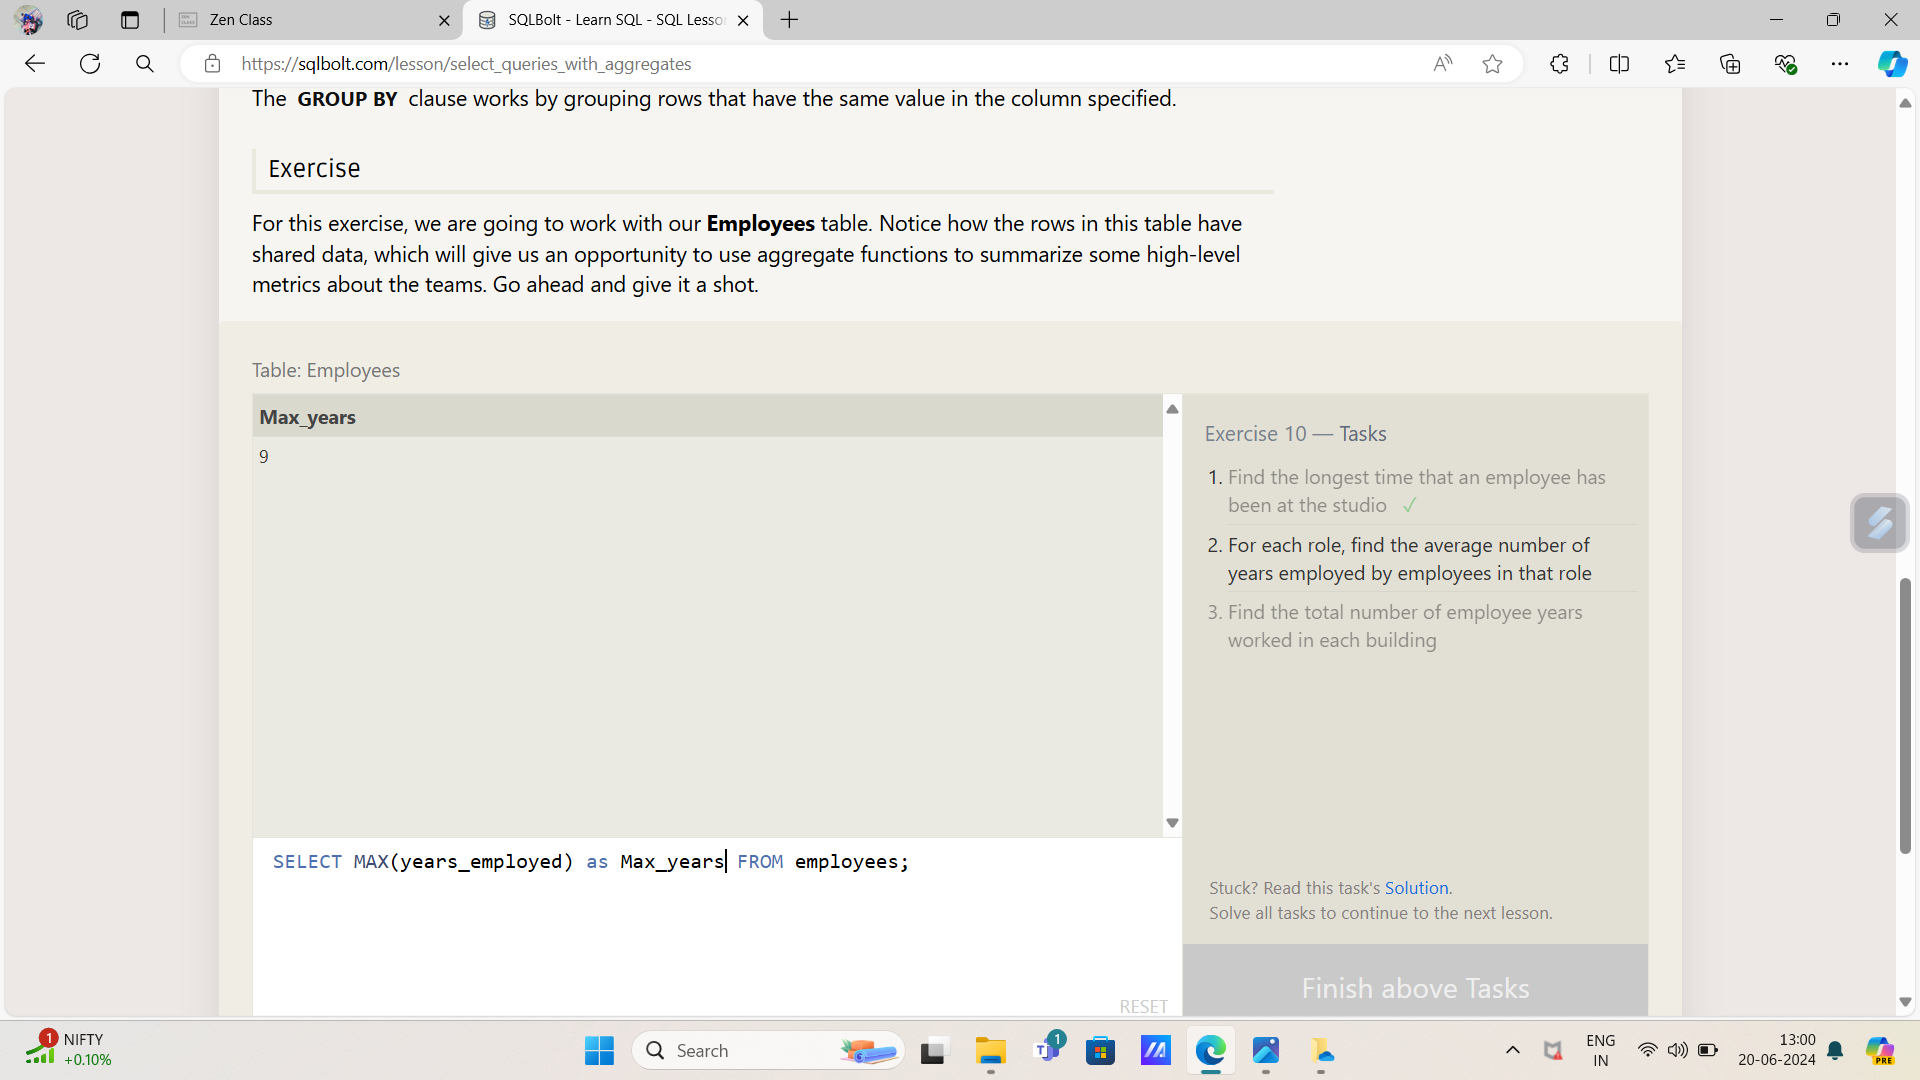 Zen Class
SQLBolt - Learn SQL - SQL Lesso
https://sqlbolt.com/lesson/select_queries_with_aggregates
The GROUP BY clause works by grouping rows that have the same value in the column specified.
Exercise
For this exercise, we are going to work with our Employees table. Notice how the rows in this table have
shared data, which will give us an opportunity to use aggregate functions to summarize some high-level
metrics about the teams. Go ahead and give it a shot.
Table: Employees
Max_years
9
Exercise 10 — Tasks
1. Find the longest time that an employee has
been at the studio ✓
2. For each role, find the average number of
years employed by employees in that role
3. Find the total number of employee years
worked in each building
SELECT MAX(years_employed) as Max_years FROM employees;
Stuck? Read this task's Solution.
Solve all tasks to continue to the next lesson.
RESET
Finish above Tasks
1
NIFTY
+0.10%
Search
1
ENG
IN
13:00
20-06-2024
PRE